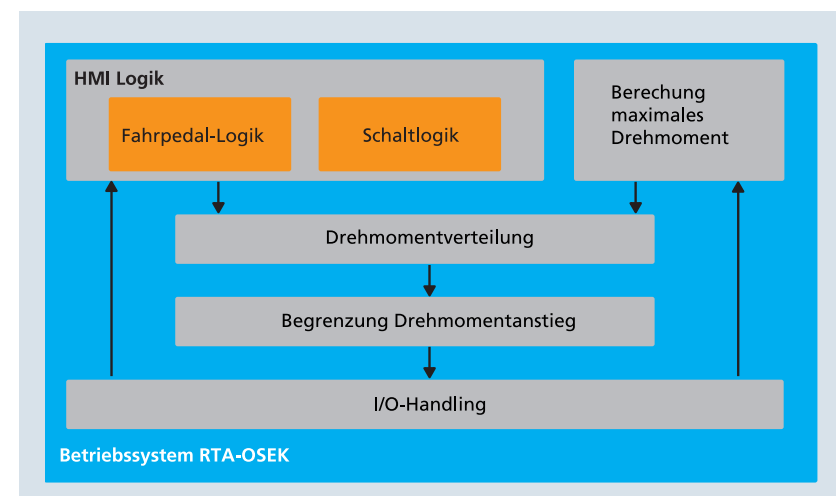 HMI Logik
Fahrpedal-Logik
Schaltlogik
Berechung
maximales
Drehmoment
Drehmomentverteilung
Begrenzung Drehmomentanstieg
I/O-Handling
Betriebssystem RTA-OSEK